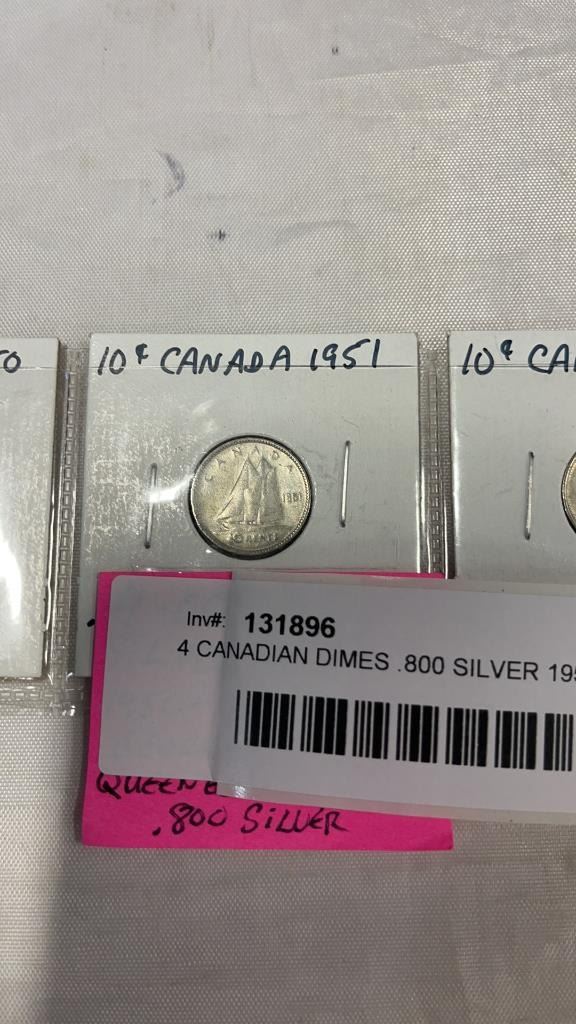 10¢ CANADA 1951
10¢ CA
CANADA
1951
10 CENTS
Inv#: 131896
4 CANADIAN DIMES .800 SILVER 195
QUEEN E
.800 SILVER